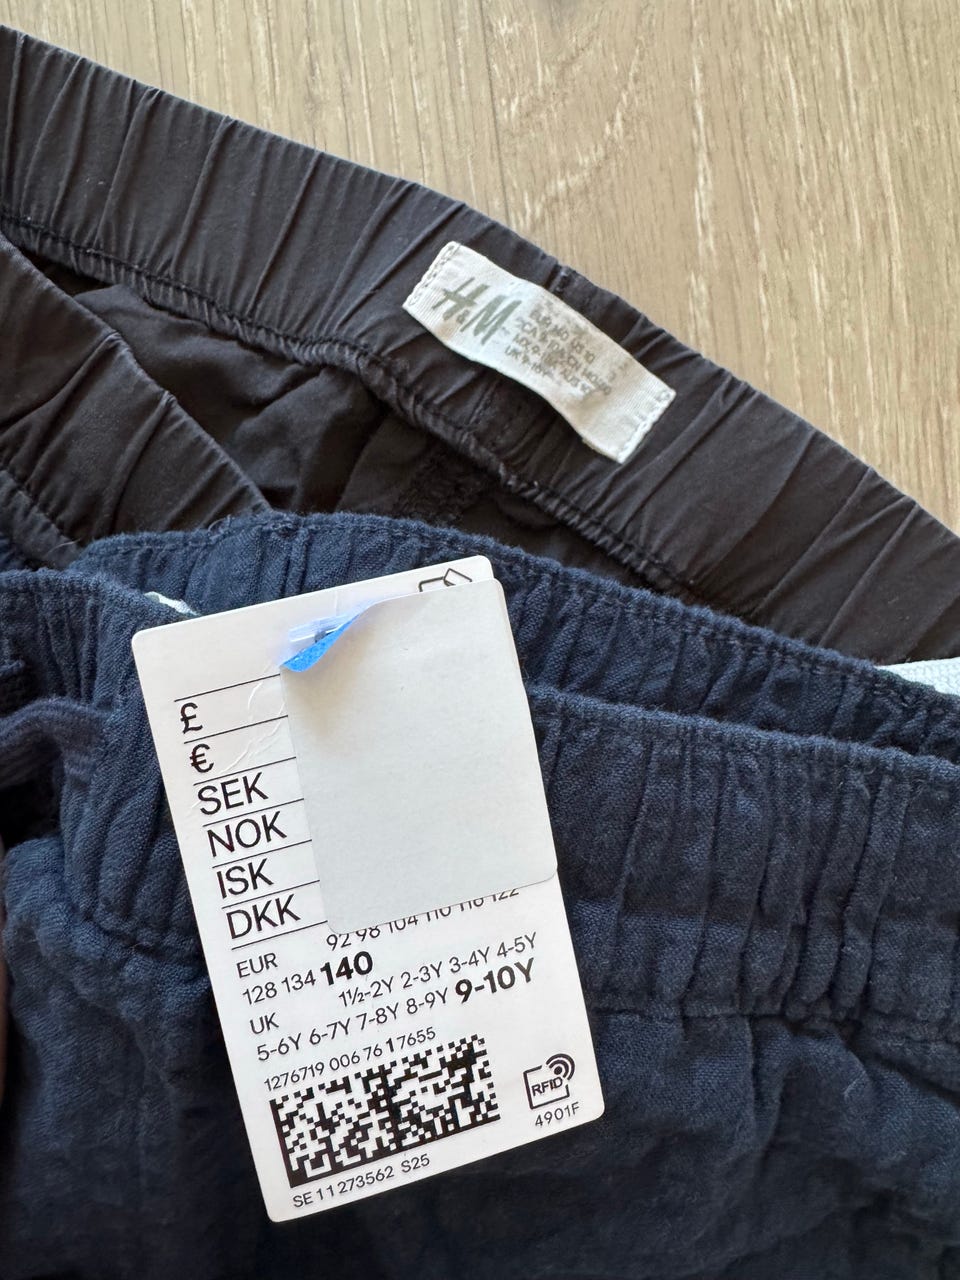 H&M
£
€
SEK
NOK
ISK
DKK
92 98 104 110 116 122
EUR
128 134 140
1½-2Y 2-3Y 3-4Y 4-5Y
UK
5-6Y 6-7Y 7-8Y 8-9Y 9-10Y
1276719 006 76 1 7655
RFID
4901F
SE 11 273562 S25